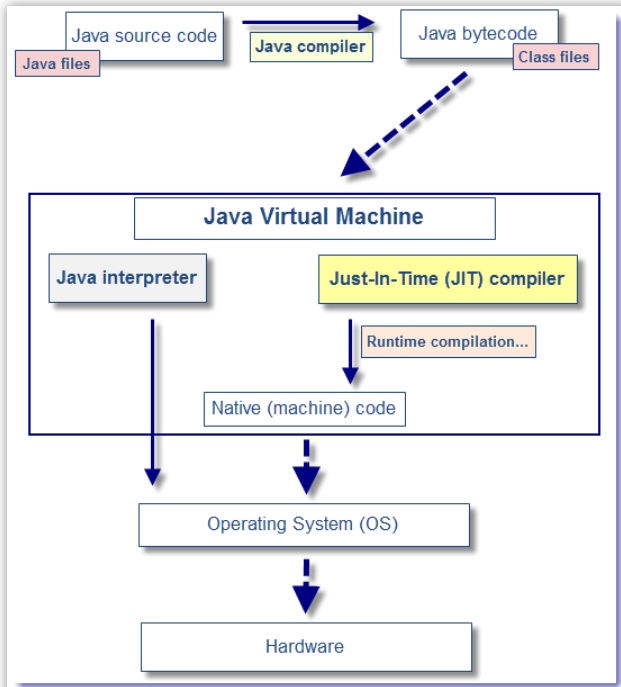 Java source code
Java files
Java compiler
Java bytecode
Class files
Java Virtual Machine
Java interpreter
Just-In-Time (JIT) compiler
Runtime compilation...
Native (machine) code
Operating System (OS)
Hardware